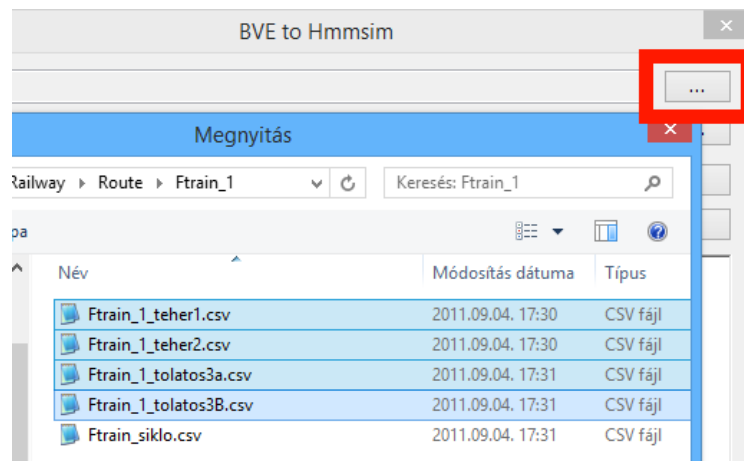 BVE to Hmmsim
...
Megnyitás
Railway ▸ Route ▸ Ftrain_1 Keresés: Ftrain_1
pa
Név Módosítás dátuma Típus
Ftrain_1_teher1.csv 2011.09.04. 17:30 CSV fájl
Ftrain_1_teher2.csv 2011.09.04. 17:30 CSV fájl
Ftrain_1_tolatos3a.csv 2011.09.04. 17:31 CSV fájl
Ftrain_1_tolatos3B.csv 2011.09.04. 17:31 CSV fájl
Ftrain_siklo.csv 2011.09.04. 17:31 CSV fájl